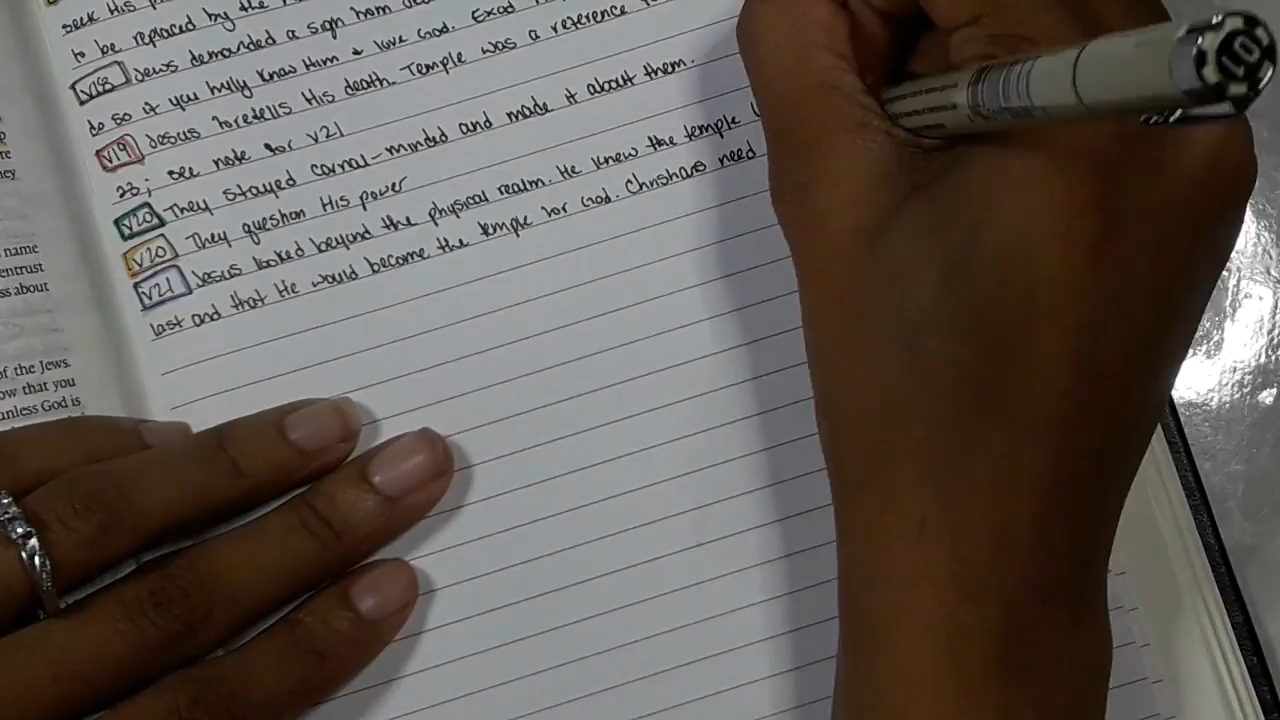 seek His
to be replaced by the
v18 Jews demanded a sign from
do so if you truly know Him & love God. Exod
v19 Jesus foretells His death. Temple was a reference
23; see note for v21
v20 They stayed carnal-minded and made it about them.
v20 They question His power
v21 Jesus looked beyond the physical realm. He knew the temple
last and that He would become the temple for God. Christians need
name
entrust
ss about
of the Jews.
ow that you
unless God is
01